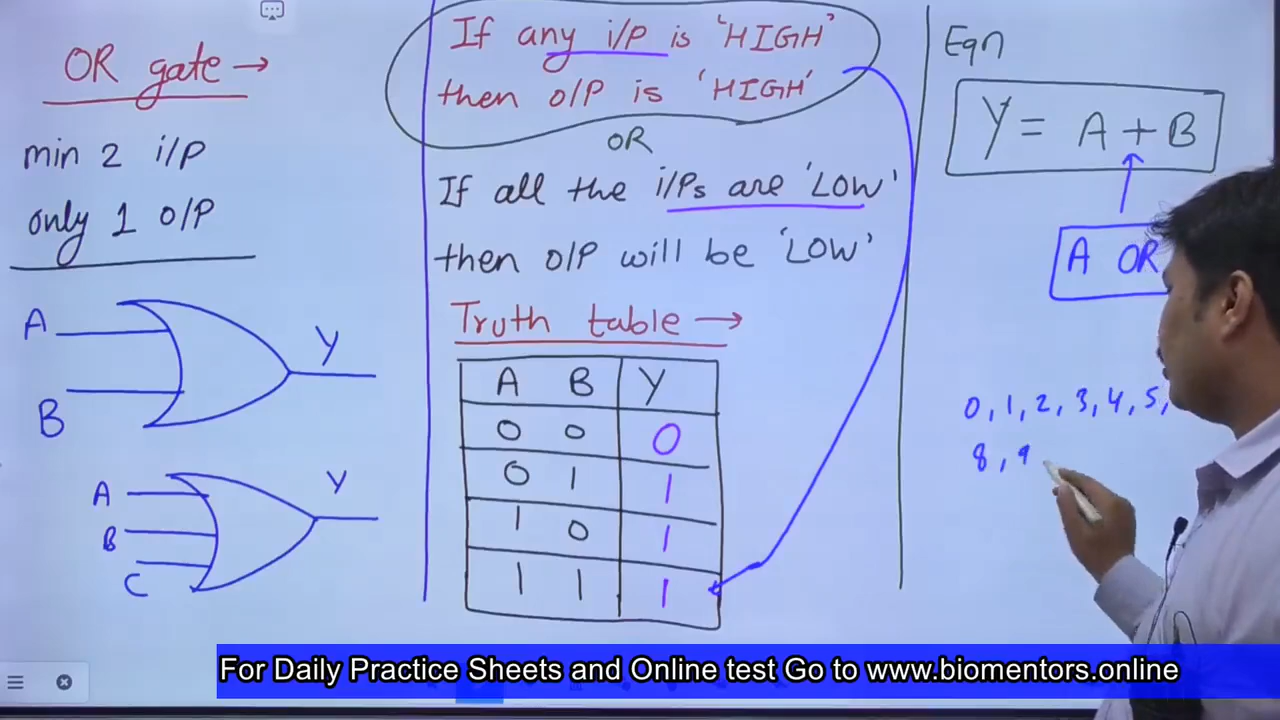 OR gate →
min 2 i/P
only 1 O/P
A
B
Y
A
B
C
Y
If any i/P is 'HIGH'
then O/P is 'HIGH'
OR
If all the i/Ps are 'LOW'
then O/P will be 'LOW'
Truth table →
A B Y
0 0 0
0 1 1
1 0 1
1 1 1
Eqn
Y = A + B
A OR
0, 1, 2, 3, 4, 5,
8, 9
For Daily Practice Sheets and Online test Go to www.biomentors.online